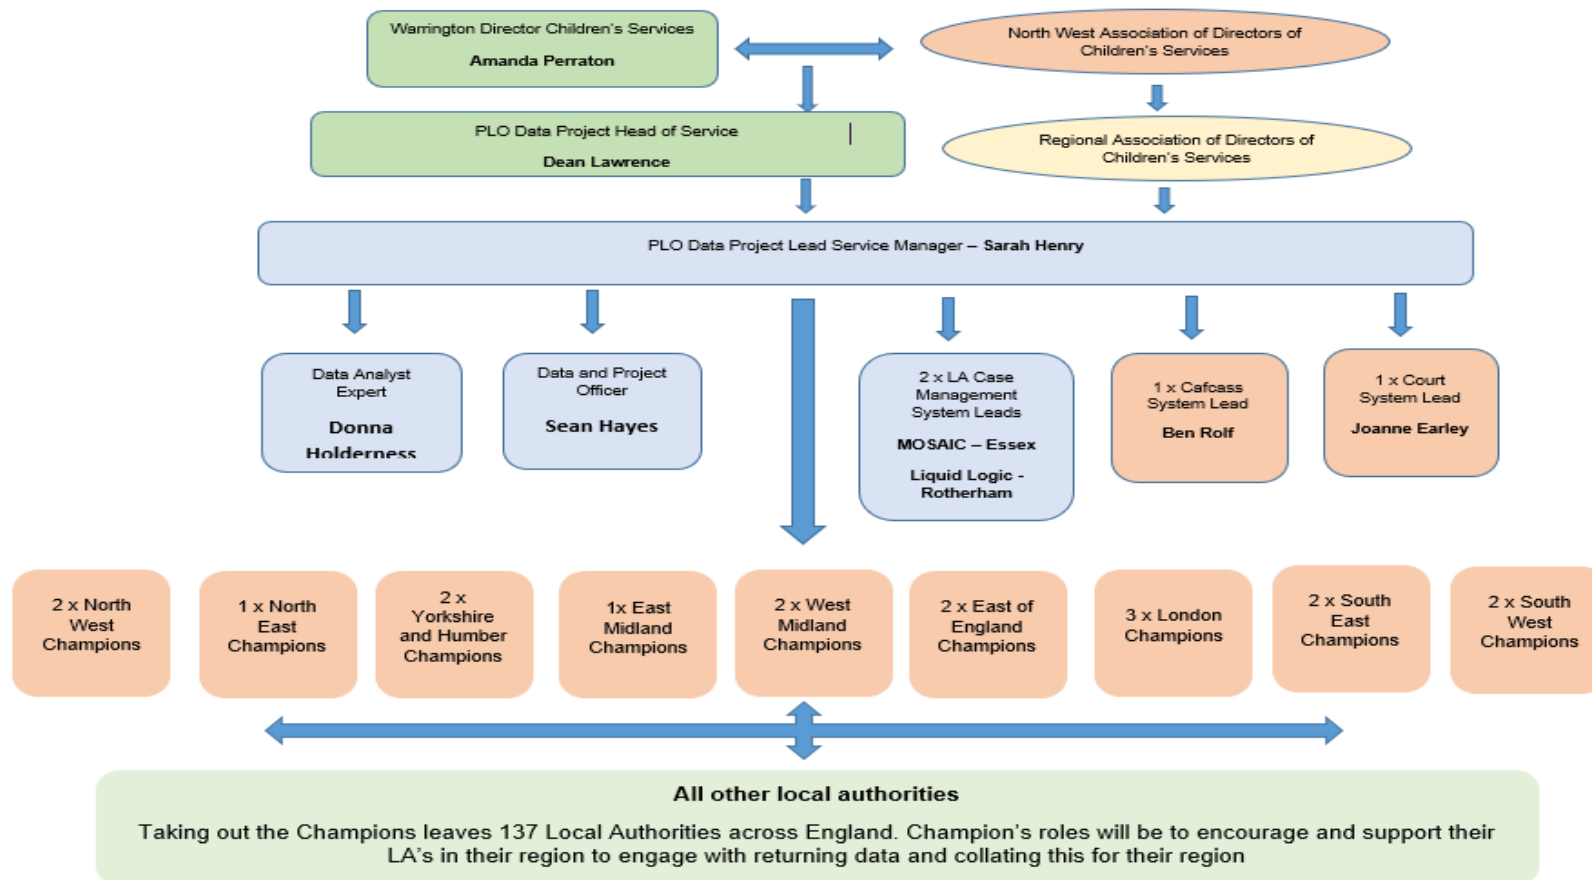 Warrington Director Children's Services
Amanda Perraton
North West Association of Directors of
Children's Services
PLO Data Project Head of Service
Dean Lawrence
Regional Association of Directors of
Children's Services
PLO Data Project Lead Service Manager – Sarah Henry
Data Analyst
Expert
Donna
Holderness
Data and Project
Officer
Sean Hayes
2 x LA Case
Management
System Leads
MOSAIC – Essex
Liquid Logic -
Rotherham
1 x Cafcass
System Lead
Ben Rolf
1 x Court
System Lead
Joanne Earley
2 x North
West
Champions
1 x North
East
Champions
2 x
Yorkshire
and Humber
Champions
1x East
Midland
Champions
2 x West
Midland
Champions
2 x East of
England
Champions
3 x London
Champions
2 x South
East
Champions
2 x South
West
Champions
All other local authorities
Taking out the Champions leaves 137 Local Authorities across England. Champion's roles will be to encourage and support their
LA's in their region to engage with returning data and collating this for their region